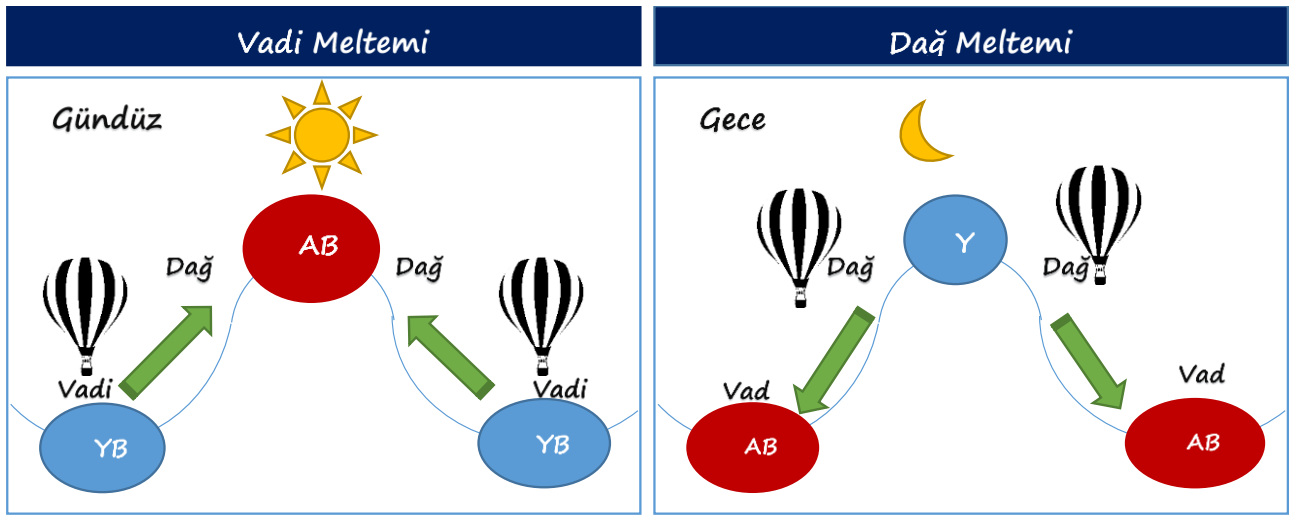 Vadi Meltemi
Gündüz
AB
Dağ
Dağ
Vadi
Vadi
YB
YB
Dağ Meltemi
Gece
Y
Dağ
Dağ
Vad
Vad
AB
AB